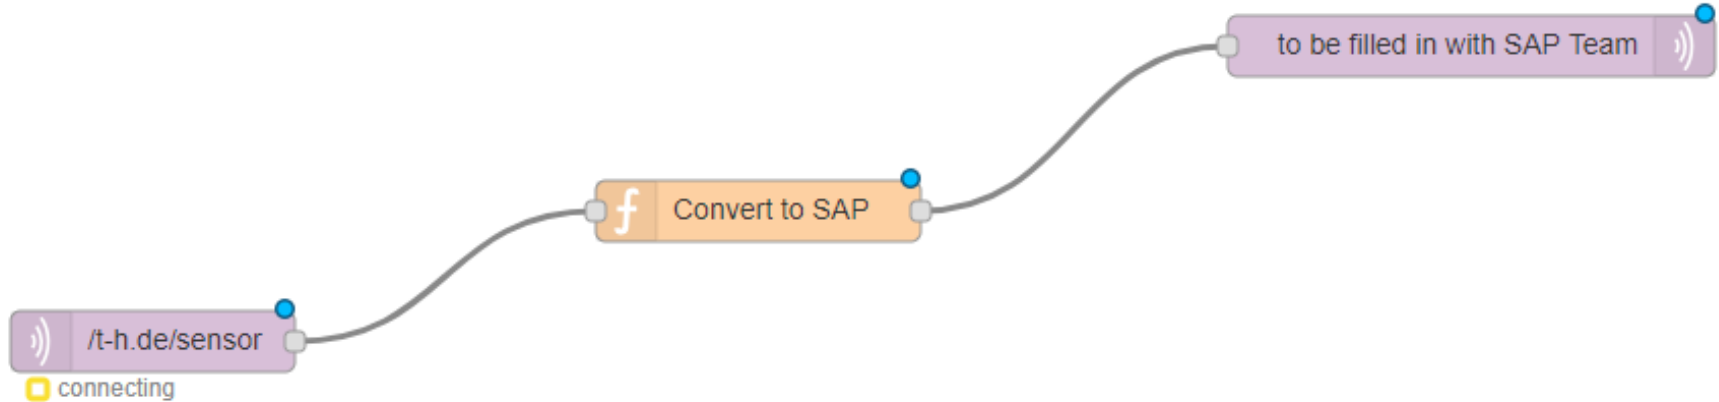 to be filled in with SAP Team
Convert to SAP
/t-h.de/sensor
connecting